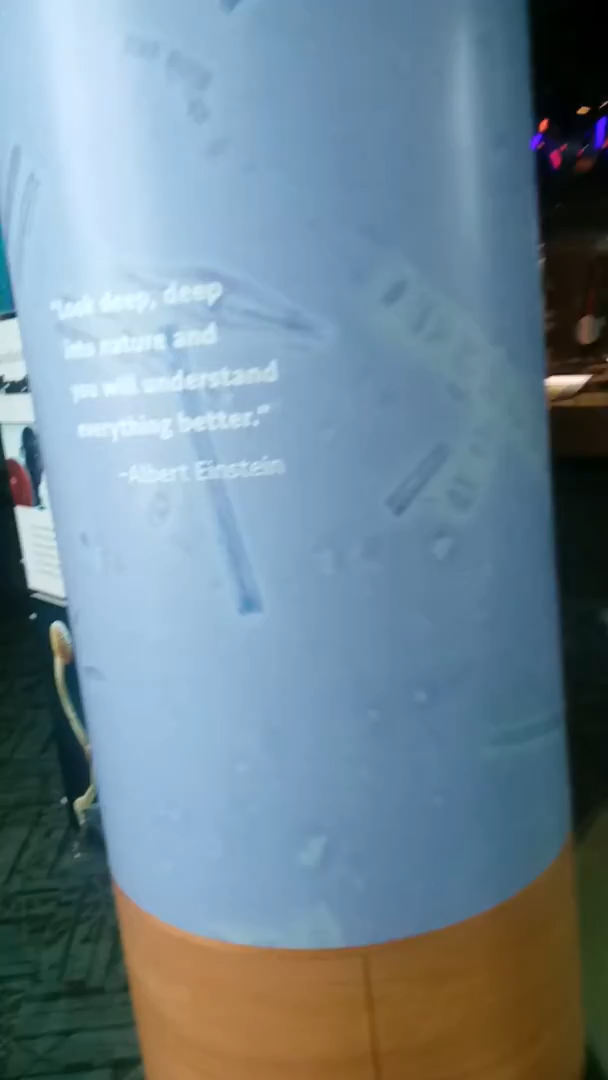 "Look deep, deep
into nature and
you will understand
everything better."
-Albert Einstein